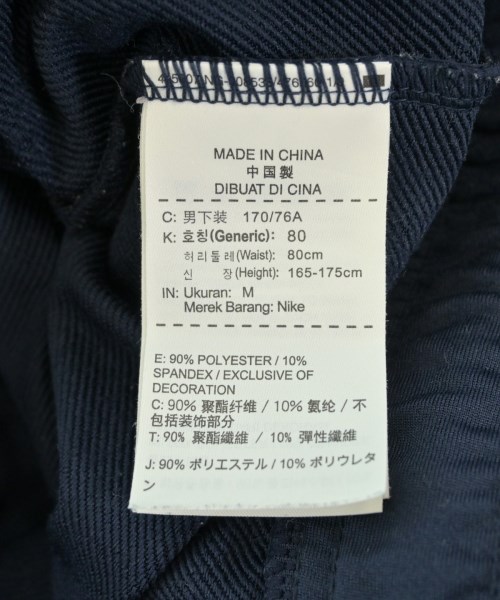 MADE IN CHINA
中国製
DIBUAT DI CINA
C: 男下装 170/76A
K: 호칭(Generic): 80
허리둘레(Waist): 80cm
신 장(Height): 165-175cm
IN: Ukuran: M
Merek Barang: Nike
E: 90% POLYESTER / 10%
SPANDEX / EXCLUSIVE OF
DECORATION
C: 90% 聚酯纤维 / 10% 氨纶 / 不
包括装饰部分
T: 90% 聚酯纖維 / 10% 彈性纖維
J: 90% ポリエステル / 10% ポリウレタ
ン